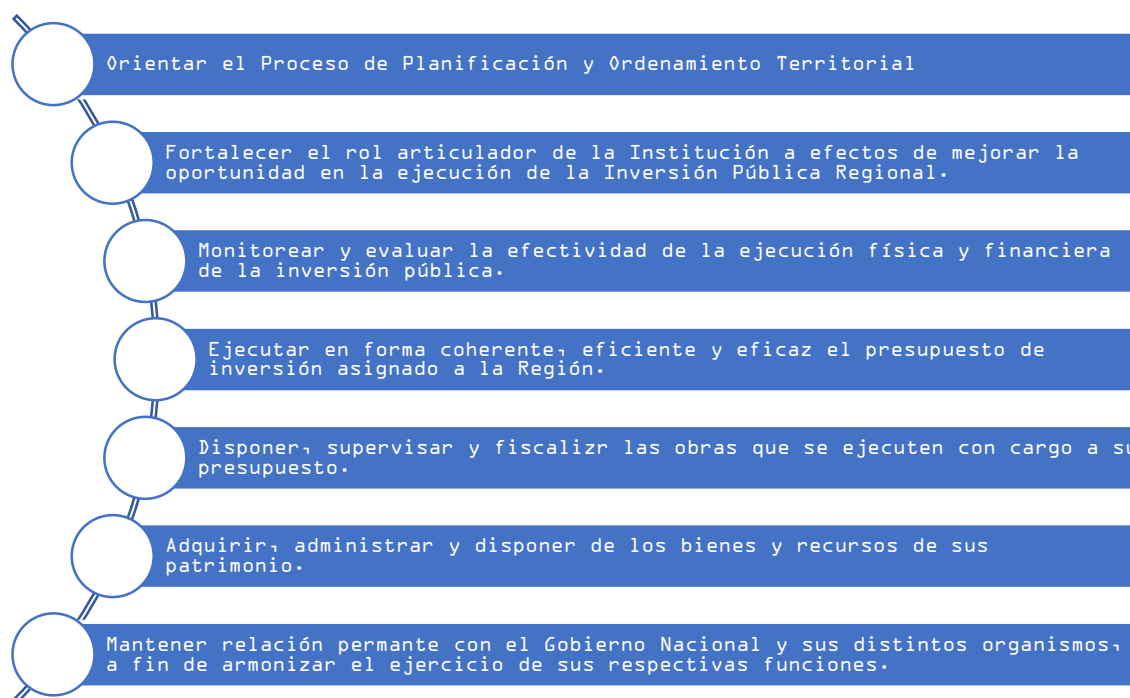 Orientar el Proceso de Planificación y Ordenamiento Territorial
Fortalecer el rol articulador de la Institución a efectos de mejorar la
oportunidad en la ejecución de la Inversión Pública Regional.
Monitorear y evaluar la efectividad de la ejecución física y financiera
de la inversión pública.
Ejecutar en forma coherente, eficiente y eficaz el presupuesto de
inversión asignado a la Región.
Disponer, supervisar y fiscalizr las obras que se ejecuten con cargo a su
presupuesto.
Adquirir, administrar y disponer de los bienes y recursos de sus
patrimonio.
Mantener relación permante con el Gobierno Nacional y sus distintos organismos,
a fin de armonizar el ejercicio de sus respectivas funciones.